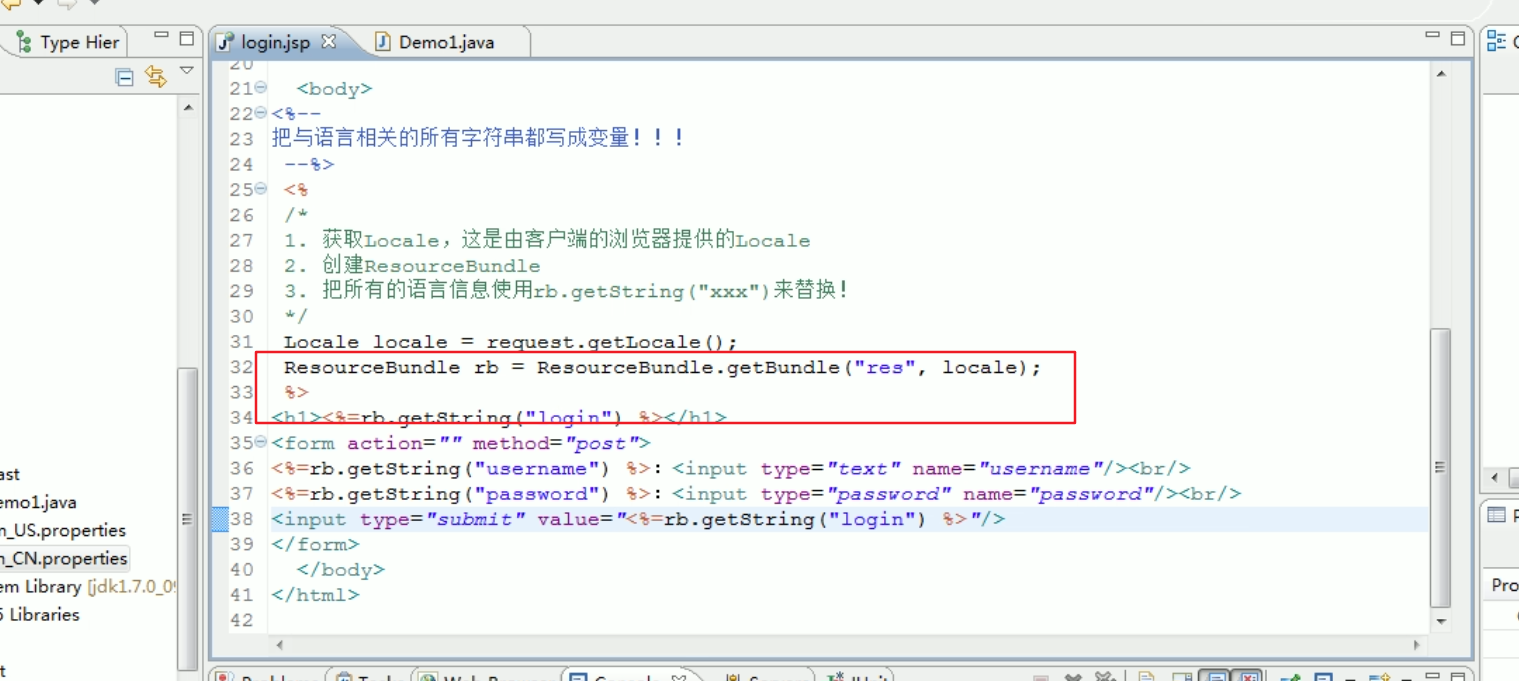 Type Hier
login.jsp
Demo1.java
20
21 <body>
22 <%--
23 把与语言相关的所有字符串都写成变量！！！
24 --%>
25 <%
26 /*
27 1. 获取Locale，这是由客户端的浏览器提供的Locale
28 2. 创建ResourceBundle
29 3. 把所有的语言信息使用rb.getString("xxx")来替换！
30 */
31 Locale locale = request.getLocale();
32 ResourceBundle rb = ResourceBundle.getBundle("res", locale);
33 %>
34 <h1><%=rb.getString("login") %></h1>
35 <form action="" method="post">
36 <%=rb.getString("username") %>：<input type="text" name="username"/><br/>
37 <%=rb.getString("password") %>：<input type="password" name="password"/><br/>
38 <input type="submit" value="<%=rb.getString("login") %>"/>
39 </form>
40 </body>
41 </html>
42
ast
emo1.java
n_US.properties
n_CN.properties
em Library [jdk1.7.0_09
Libraries
t
Pro